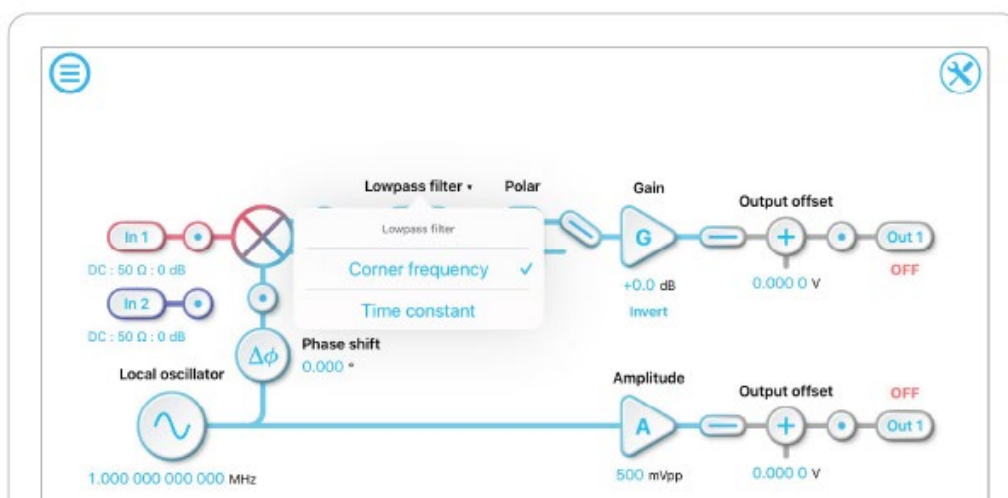 Lowpass filter ▾
Polar
Gain
Output offset
Lowpass filter
In 1
G
+
Out 1
DC : 50 Ω : 0 dB
Corner frequency ✓
OFF
+0.0 dB
0.000 0 V
In 2
Time constant
Invert
DC : 50 Ω : 0 dB
Δϕ
Phase shift
0.000 °
Local oscillator
Amplitude
Output offset
OFF
A
+
Out 1
1.000 000 000 000 MHz
500 mVpp
0.000 0 V